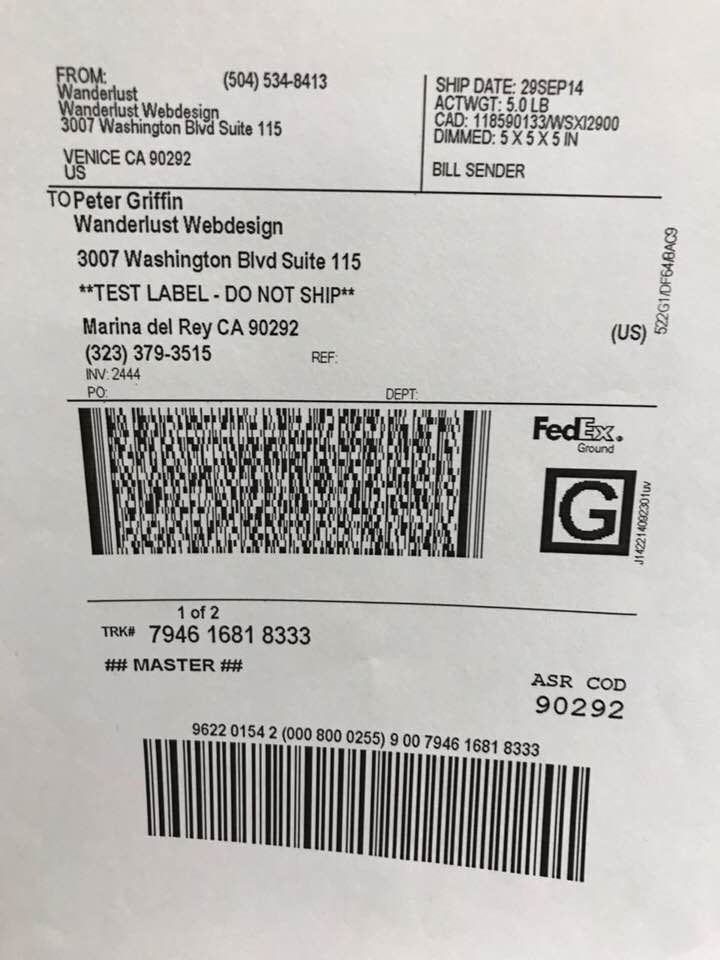 FROM: (504) 534-8413
Wanderlust
Wanderlust Webdesign
3007 Washington Blvd Suite 115
VENICE CA 90292
US
SHIP DATE: 29SEP14
ACTWGT: 5.0 LB
CAD: 118590133/WSXI2900
DIMMED: 5 X 5 X 5 IN
BILL SENDER
TO Peter Griffin
Wanderlust Webdesign
3007 Washington Blvd Suite 115
**TEST LABEL - DO NOT SHIP**
Marina del Rey CA 90292
(US)
(323) 379-3515 REF:
INV: 2444
PO: DEPT:
522G1/DF64/8AC9
FedEx.
Ground
G
J142214092301uv
1 of 2
TRK# 7946 1681 8333
## MASTER ##
ASR COD
90292
9622 0154 2 (000 800 0255) 9 00 7946 1681 8333